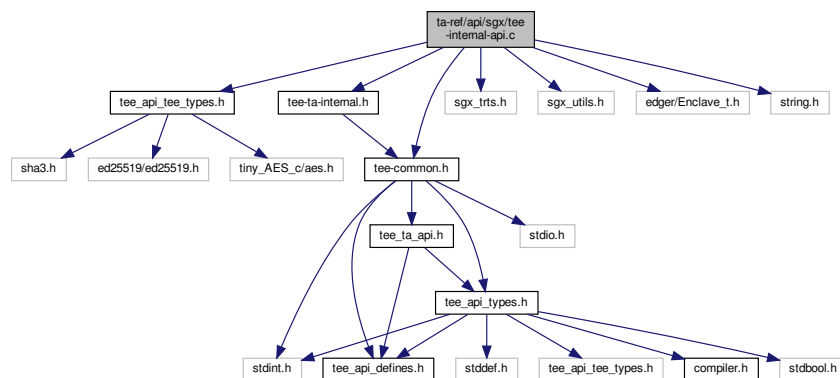 ta-ref/api/sgx/tee
-internal-api.c
tee_api_tee_types.h
tee-ta-internal.h
sgx_trts.h
sgx_utils.h
edger/Enclave_t.h
string.h
sha3.h
ed25519/ed25519.h
tiny_AES_c/aes.h
tee-common.h
tee_ta_api.h
stdio.h
tee_api_types.h
stdint.h
tee_api_defines.h
stddef.h
tee_api_tee_types.h
compiler.h
stdbool.h